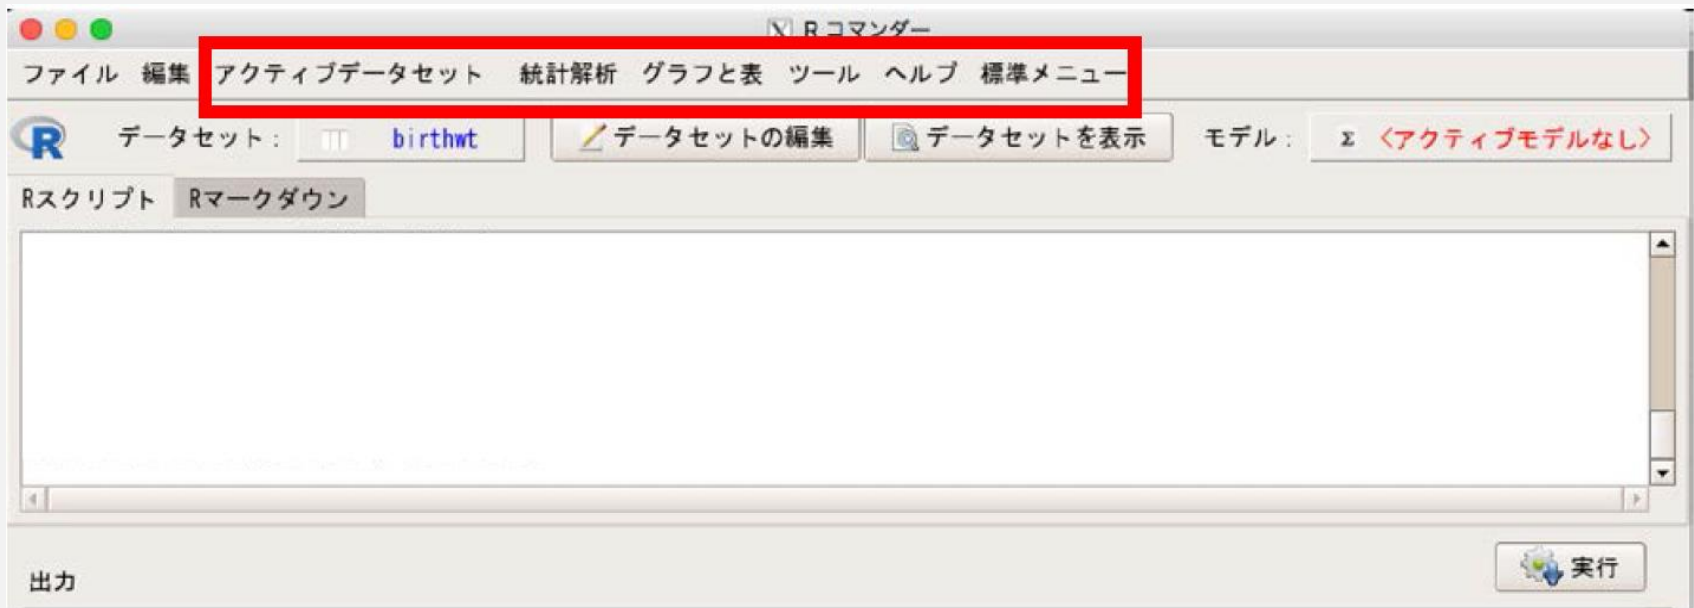 R コマンダー
ファイル 編集 アクティブデータセット 統計解析 グラフと表 ツール ヘルプ 標準メニュー
R データセット: birthwt データセットの編集 データセットを表示 モデル: Σ <アクティブモデルなし>
Rスクリプト Rマークダウン
実行
出力